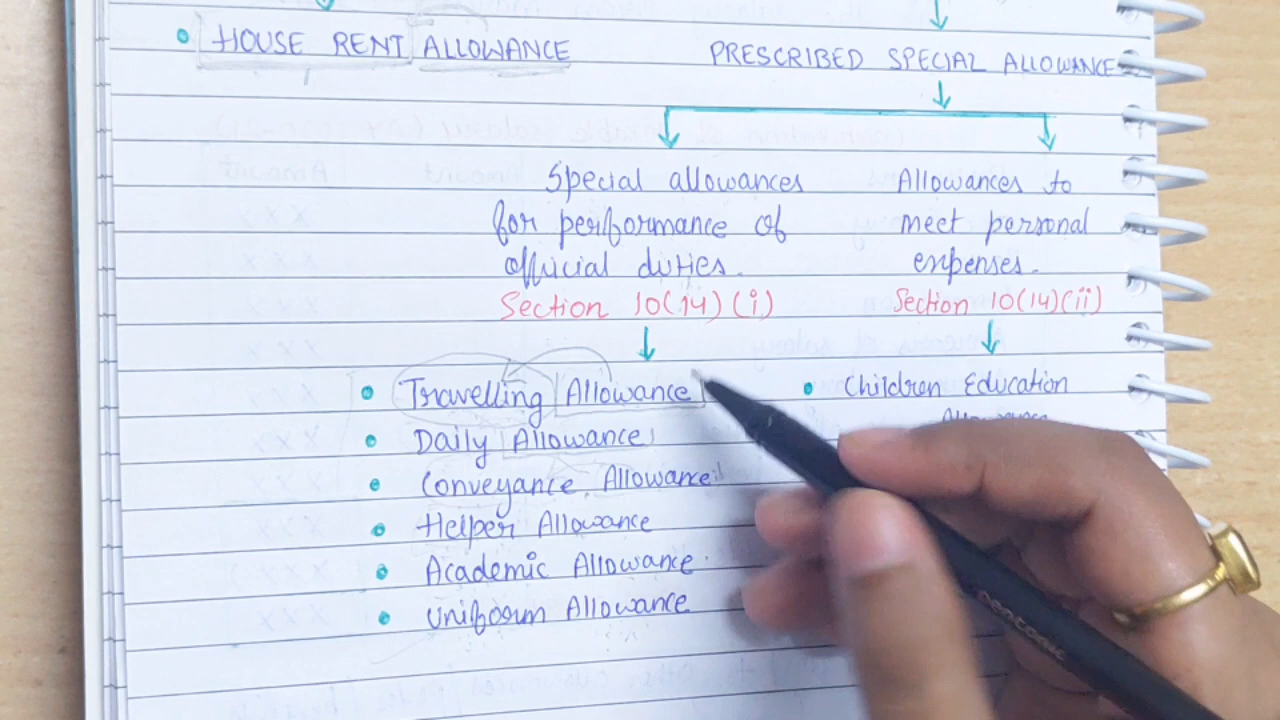 HOUSE RENT ALLOWANCE
PRESCRIBED SPECIAL ALLOWANCE
Special allowances
for performance of
official duties.
Section 10(14)(i)
Allowances to
meet personal
expenses.
Section 10(14)(ii)
Travelling Allowance
Daily Allowance
Conveyance Allowance
Helper Allowance
Academic Allowance
Uniform Allowance
Children Education
Allowance